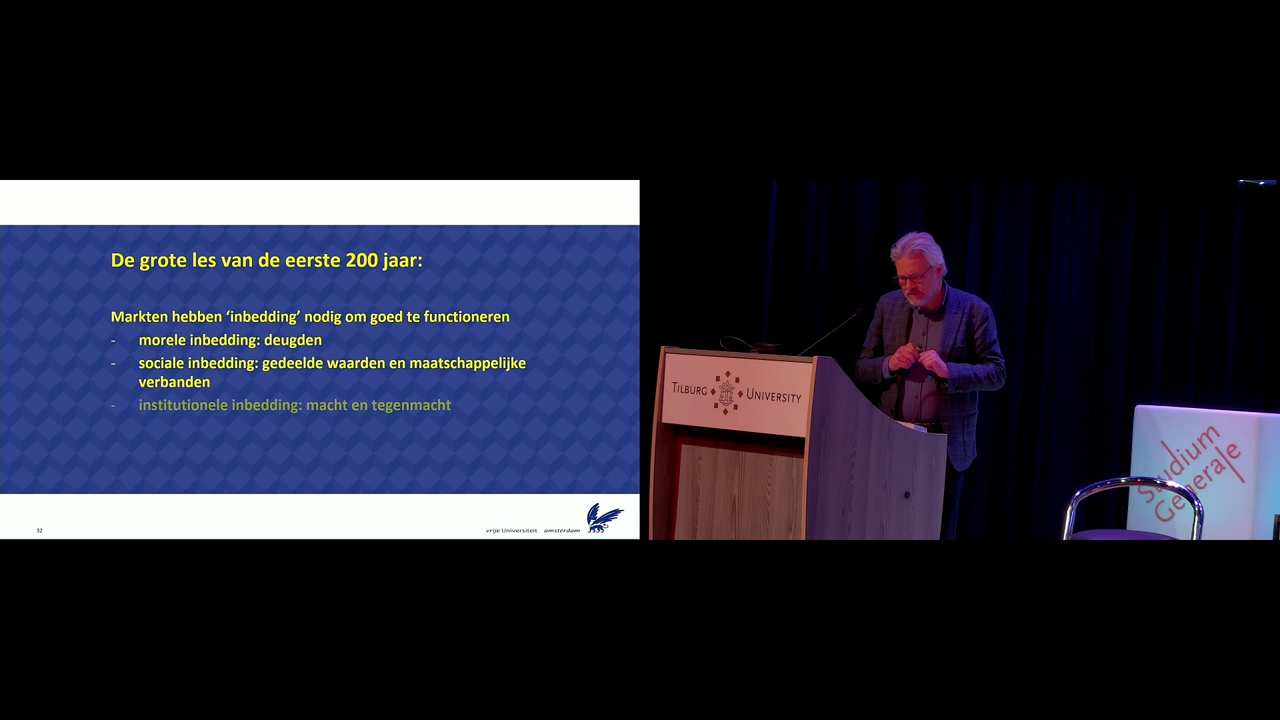 De grote les van de eerste 200 jaar:
Markten hebben ‘inbedding’ nodig om goed te functioneren
- morele inbedding: deugden
- sociale inbedding: gedeelde waarden en maatschappelijke
verbanden
- institutionele inbedding: macht en tegenmacht
32
vrije Universiteit amsterdam
TILBURG UNIVERSITY
Studium
Generale